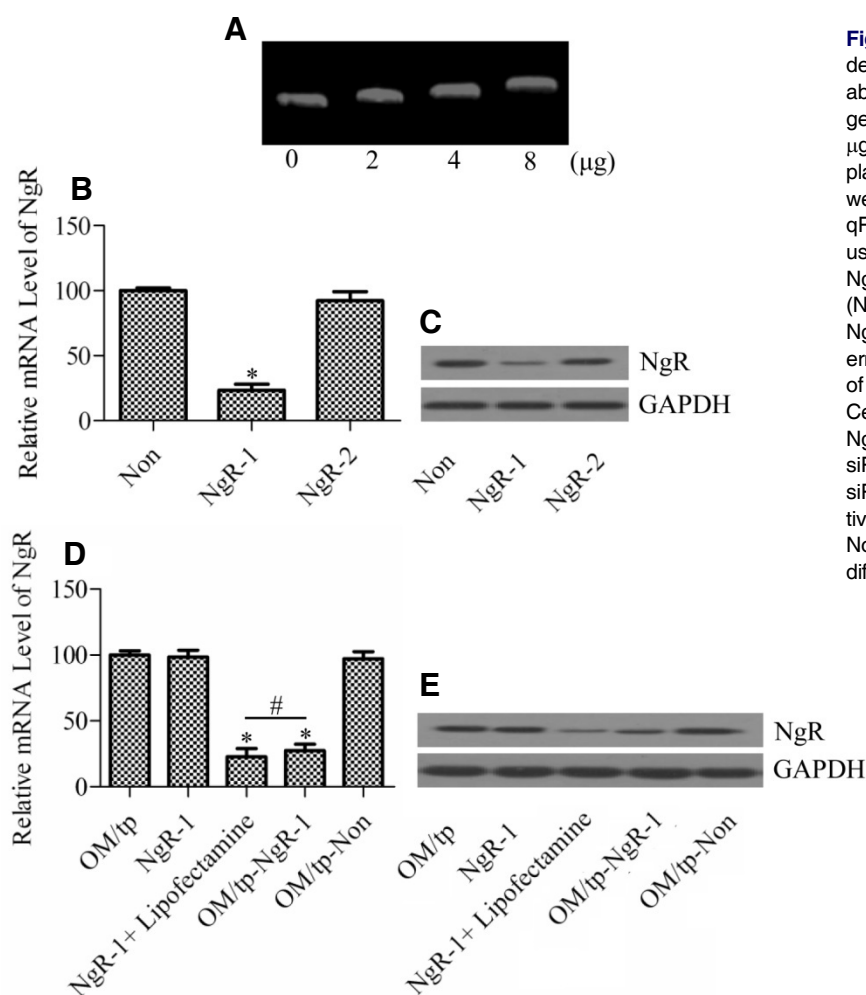 A
0 2 4 8 (μg)
B
Relative mRNA Level of NgR
150
100
50
0
*
Non
NgR-1
NgR-2
C
NgR
GAPDH
Non
NgR-1
NgR-2
D
Relative mRNA Level of NgR
150
100
50
0
#
* *
OM/tp
NgR-1
NgR-1+ Lipofectamine
OM/tp-NgR-1
OM/tp-Non
E
NgR
GAPDH
OM/tp
NgR-1
NgR-1+ Lipofectamine
OM/tp-NgR-1
OM/tp-Non
Fig
de
ab
ge
μg
pla
we
qF
us
Ng
(N
Ng
err
of
Ce
Ng
siF
siF
tiv
No
dif